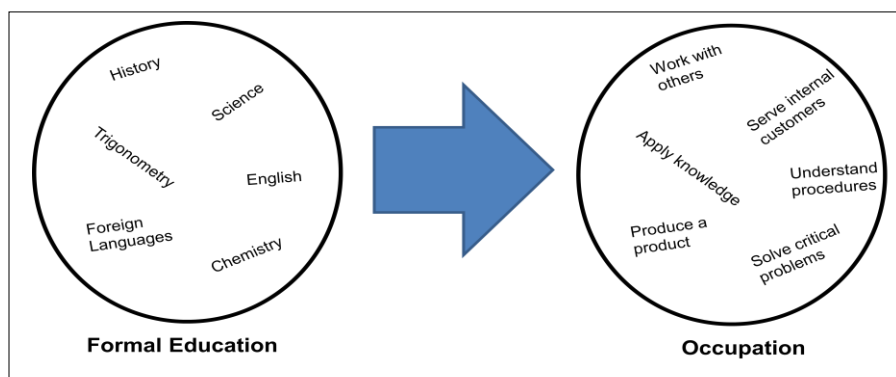 History
Science
Trigonometry
English
Foreign
Languages
Chemistry
Formal Education
Work with
others
Serve internal
customers
Apply knowledge
Understand
procedures
Produce a
product
Solve critical
problems
Occupation